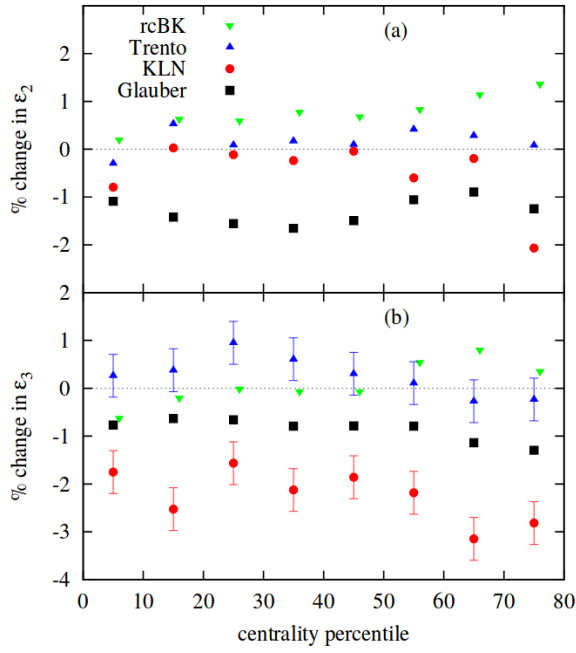 rcBK
Trento
KLN
Glauber
(a)
% change in ε2
2
1
0
-1
-2
(b)
% change in ε3
2
1
0
-1
-2
-3
-4
0 10 20 30 40 50 60 70 80
centrality percentile